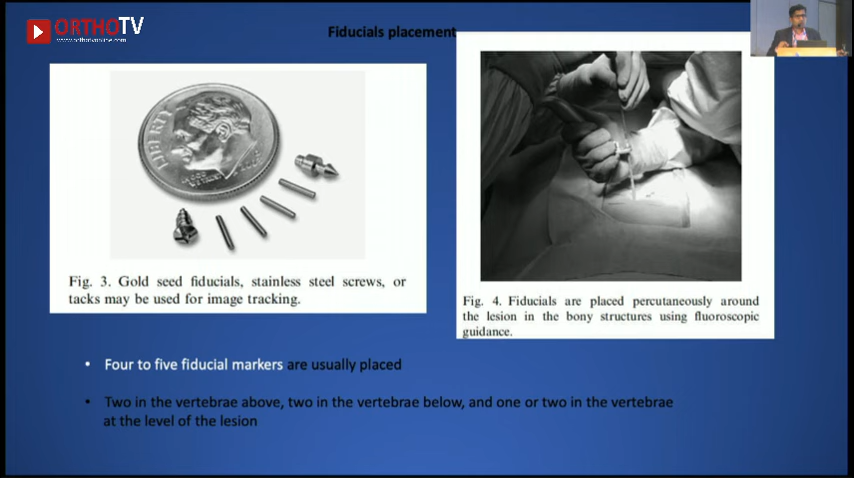 ORTHOTV
www.orthotvonline.com
Fiducials placement
LIBERTY
Fig. 3. Gold seed fiducials, stainless steel screws, or
tacks may be used for image tracking.
Fig. 4. Fiducials are placed percutaneously around
the lesion in the bony structures using fluoroscopic
guidance.
• Four to five fiducial markers are usually placed
• Two in the vertebrae above, two in the vertebrae below, and one or two in the vertebrae
at the level of the lesion